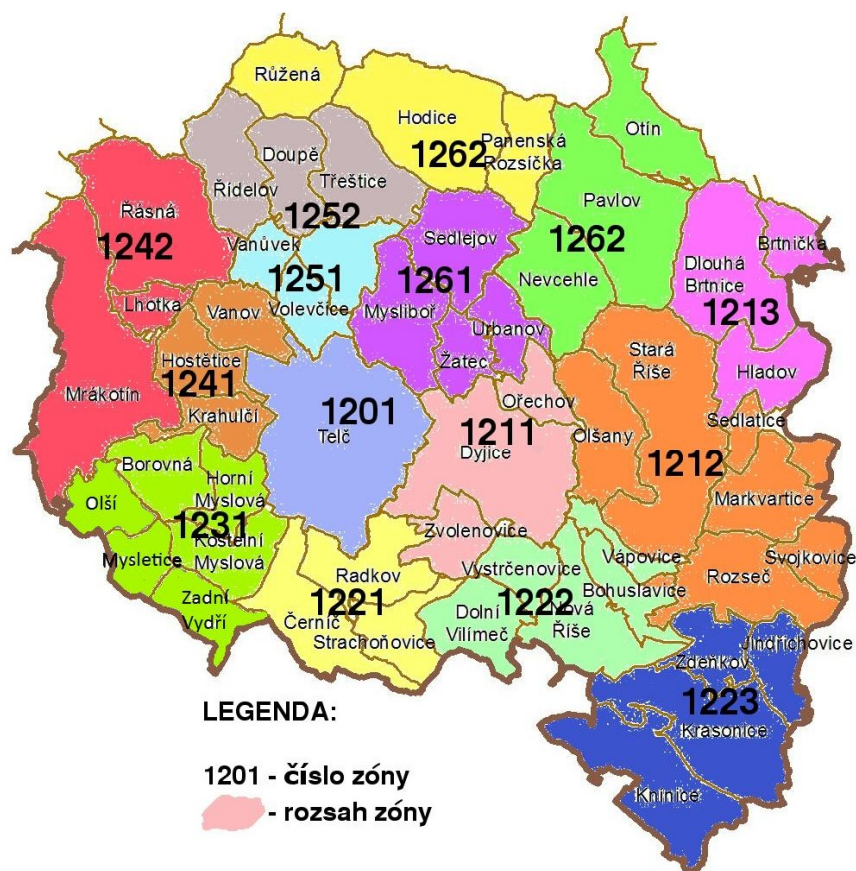 Růžená
Hodice
1262
Panenská
Rozsíčka
Otín
Doupě
Třeštice
Řídelov
1252
Pavlov
1262
Nevcehle
Řásná
1242
Lhotka
Mrákotín
Vanůvek
1251
Volevčice
Sedlejov
1261
Mysliboř
Urbanov
Žatec
Brtnička
Dlouhá
Brtnice
1213
Hladov
Vanov
Hostětice
1241
Krahulčí
1201
Telč
Ořechov
1211
Dyjice
Zvolenovice
Stará
Říše
Olšany
1212
Sedlatice
Markvartice
Svojkovice
Rozseč
Borovná
Horní
Myslová
Olší
1231
Kostelní
Myslová
Mysletice
Zadní
Vydří
Radkov
1221
Černíč
Strachoňovice
Vystrčenovice
Vápovice
Bohuslavice
1222
Dolní
Vilímeč
Nová
Říše
Jindřichovice
Zdeňkov
1223
Krasonice
Knínice
LEGENDA:
1201 - číslo zóny
- rozsah zóny